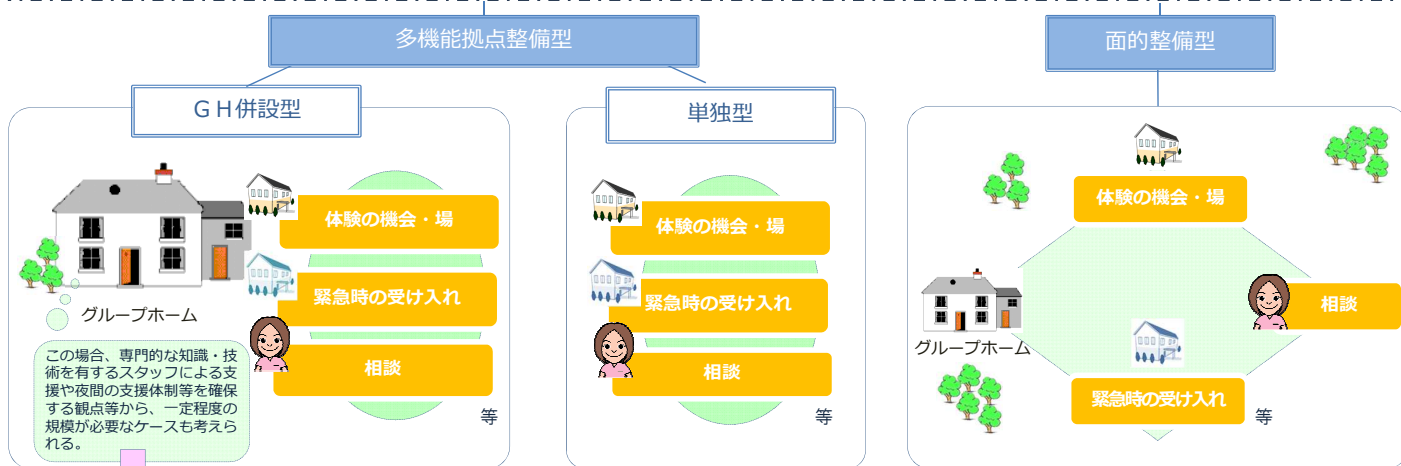 多機能拠点整備型
面的整備型
ＧＨ併設型
単独型
体験の機会・場
緊急時の受け入れ
相談
等
グループホーム
この場合、専門的な知識・技
術を有するスタッフによる支
援や夜間の支援体制等を確保
する観点等から、一定程度の
規模が必要なケースも考えら
れる。
体験の機会・場
緊急時の受け入れ
相談
等
体験の機会・場
相談
グループホーム
緊急時の受け入れ
等